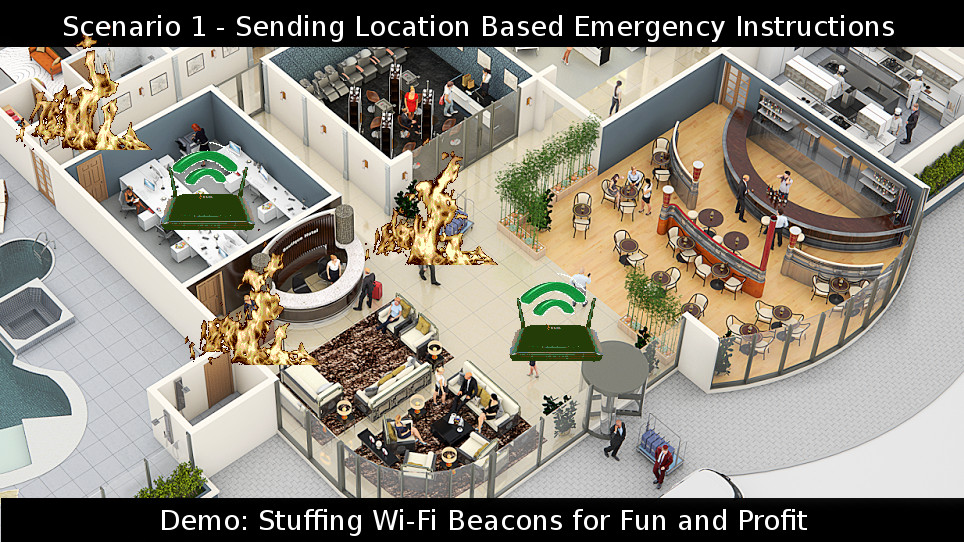 Scenario 1 - Sending Location Based Emergency Instructions
Demo: Stuffing Wi-Fi Beacons for Fun and Profit